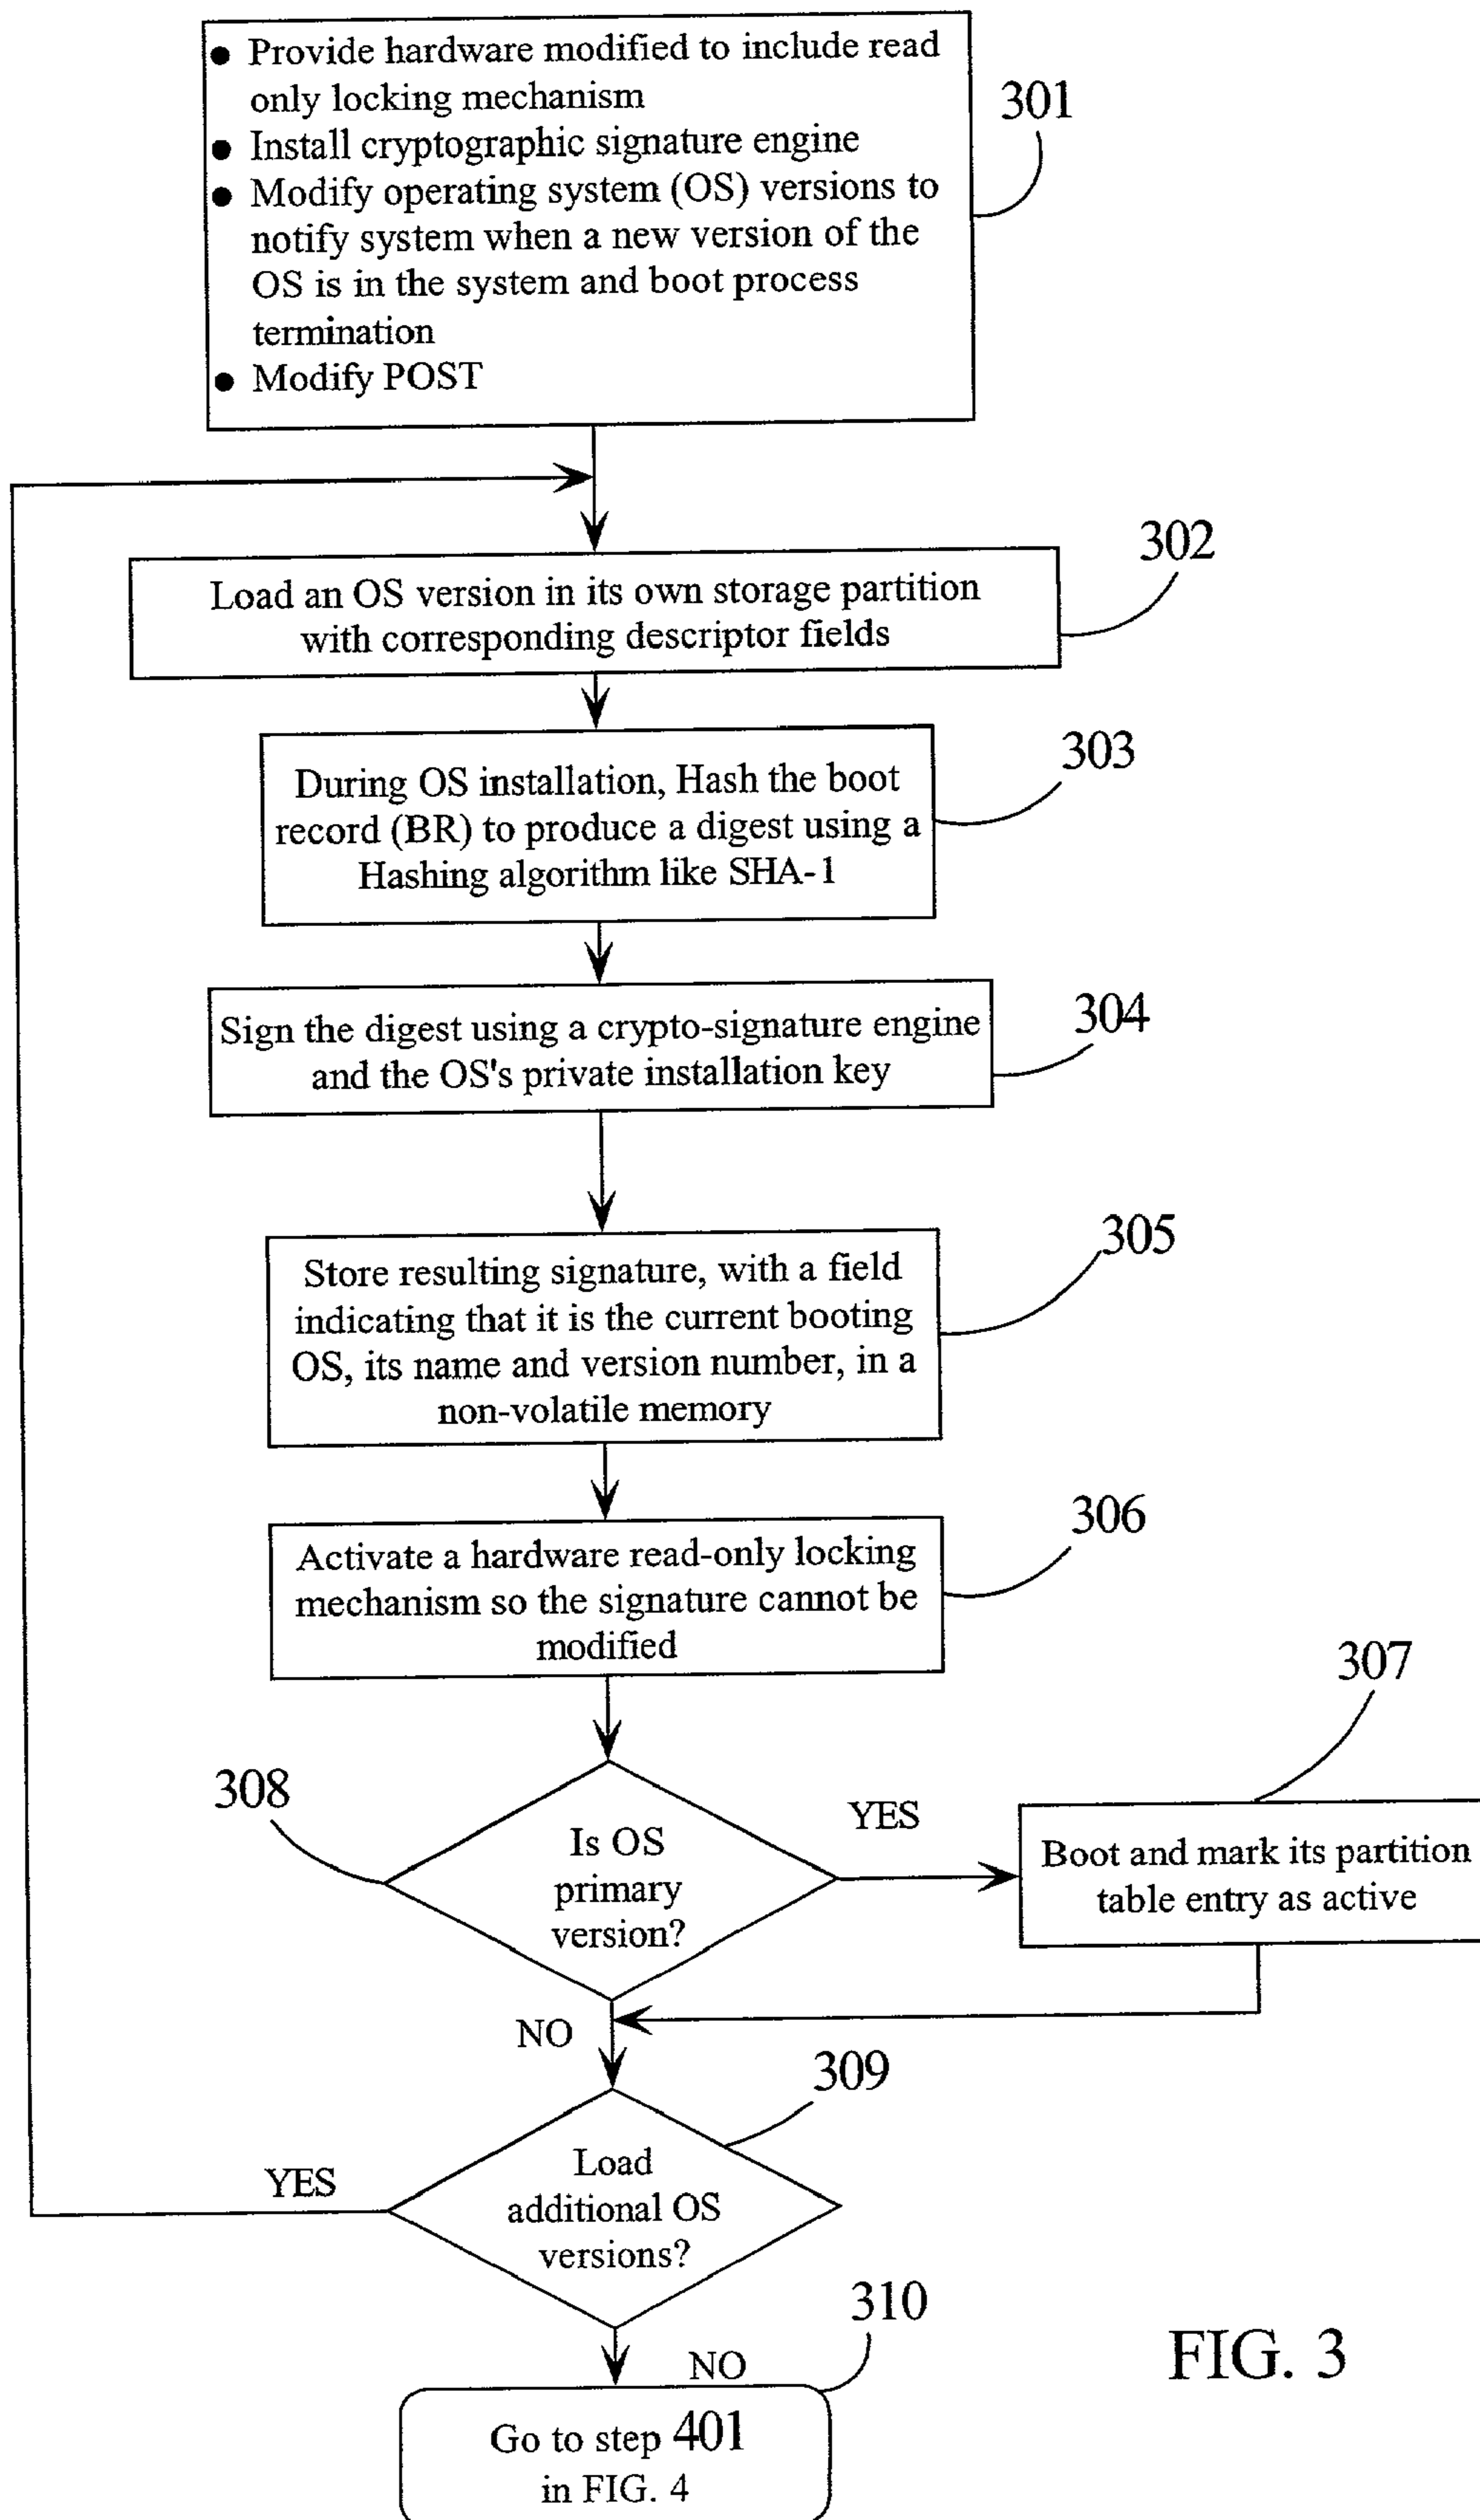 ● Provide hardware modified to include read
only locking mechanism
● Install cryptographic signature engine
● Modify operating system (OS) versions to
notify system when a new version of the
OS is in the system and boot process
termination
● Modify POST
301
302
Load an OS version in its own storage partition
with corresponding descriptor fields
303
During OS installation, Hash the boot
record (BR) to produce a digest using a
Hashing algorithm like SHA-1
304
Sign the digest using a crypto-signature engine
and the OS's private installation key
305
Store resulting signature, with a field
indicating that it is the current booting
OS, its name and version number, in a
non-volatile memory
306
Activate a hardware read-only locking
mechanism so the signature cannot be
modified
307
308
YES
Is OS
primary
version?
Boot and mark its partition
table entry as active
NO
309
YES
Load
additional OS
versions?
310
NO
Go to step 401
in FIG. 4
FIG. 3